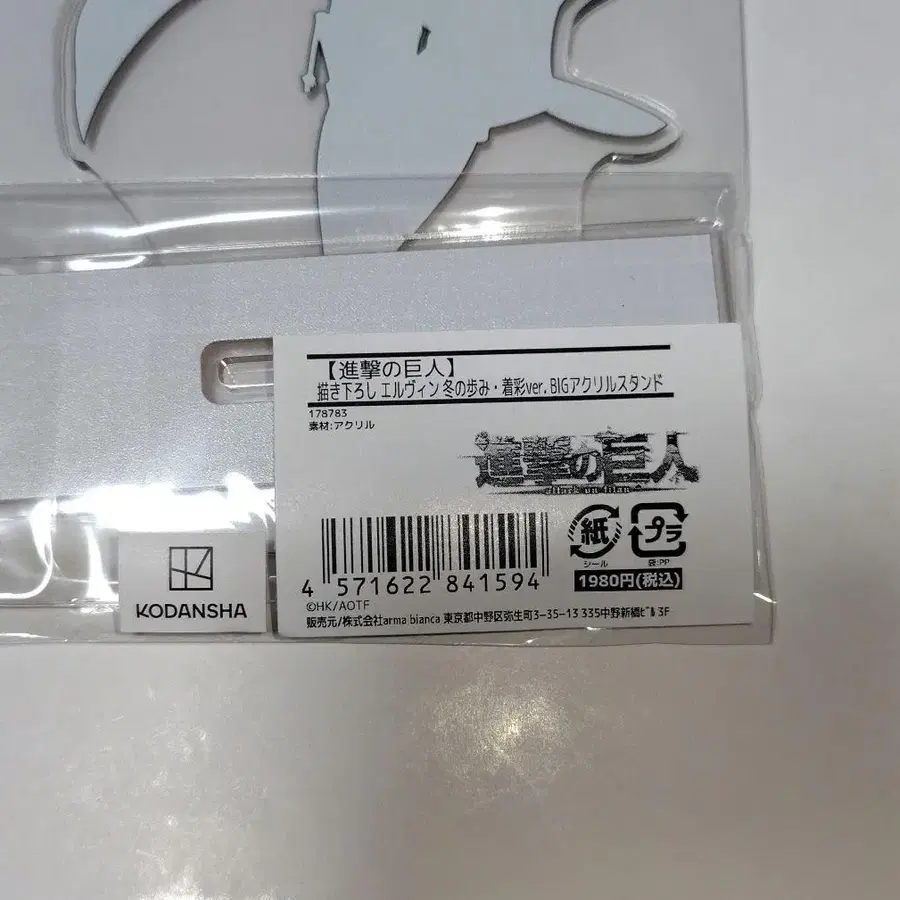 【進撃の巨人】
描き下ろし エルヴィン 冬の歩み・着彩ver. BIGアクリルスタンド
178783
素材:アクリル
進撃の巨人
attack on titan
紙
シール
プラ
袋:PP
4 571622 841594
1980円(税込)
©HK/AOTF
販売元/株式会社arma bianca 東京都中野区弥生町3-35-13 335中野新橋ビル 3F
KODANSHA